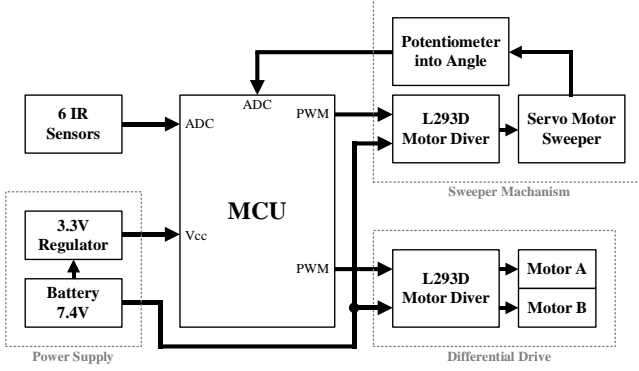 Potentiometer
into Angle
6 IR
Sensors
ADC
ADC
PWM
L293D
Motor Diver
Servo Motor
Sweeper
Sweeper Machanism
MCU
3.3V
Regulator
Vcc
Battery
7.4V
Power Supply
PWM
L293D
Motor Diver
Motor A
Motor B
Differential Drive